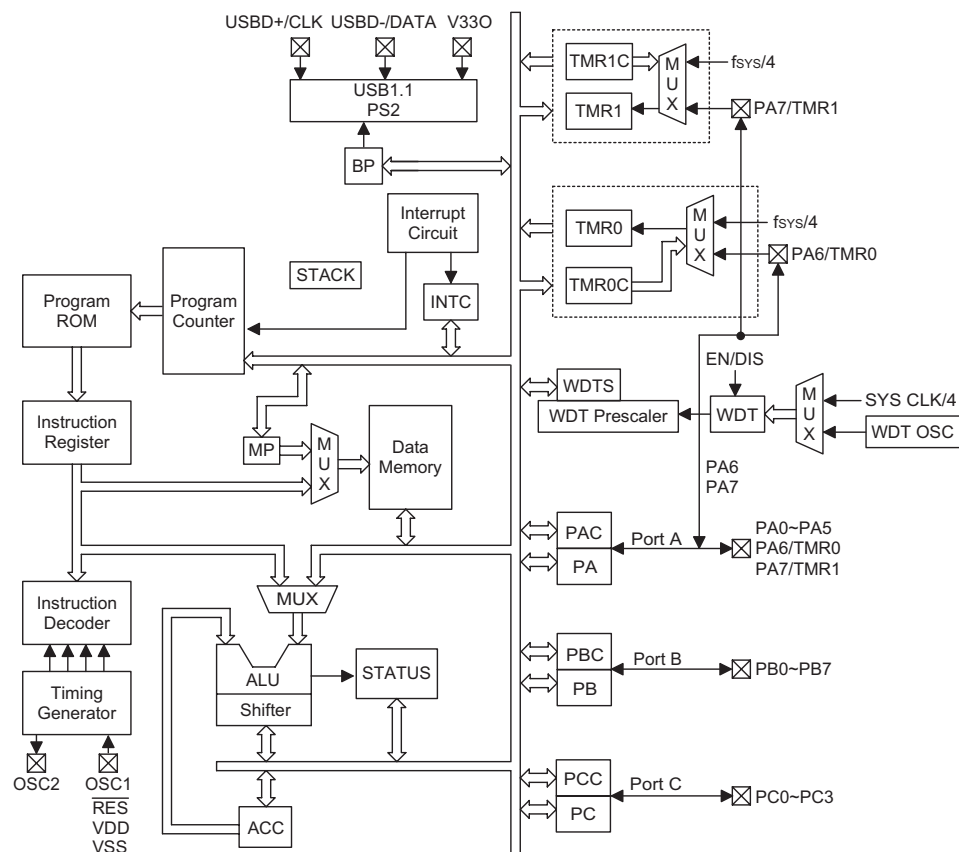 USBD+/CLK USBD-/DATA V33O
USB1.1
PS2
BP
Interrupt
Circuit
STACK
INTC
Program
ROM
Program
Counter
Instruction
Register
MP
MUX
Data
Memory
Instruction
Decoder
MUX
ALU
Shifter
STATUS
Timing
Generator
OSC2
OSC1
RES
VDD
VSS
ACC
TMR1C
TMR1
MUX
fSYS/4
PA7/TMR1
TMR0
TMR0C
MUX
fSYS/4
PA6/TMR0
EN/DIS
WDTS
WDT Prescaler
WDT
MUX
SYS CLK/4
WDT OSC
PA6
PA7
PAC
PA
Port A
PA0~PA5
PA6/TMR0
PA7/TMR1
PBC
PB
Port B
PB0~PB7
PCC
PC
Port C
PC0~PC3